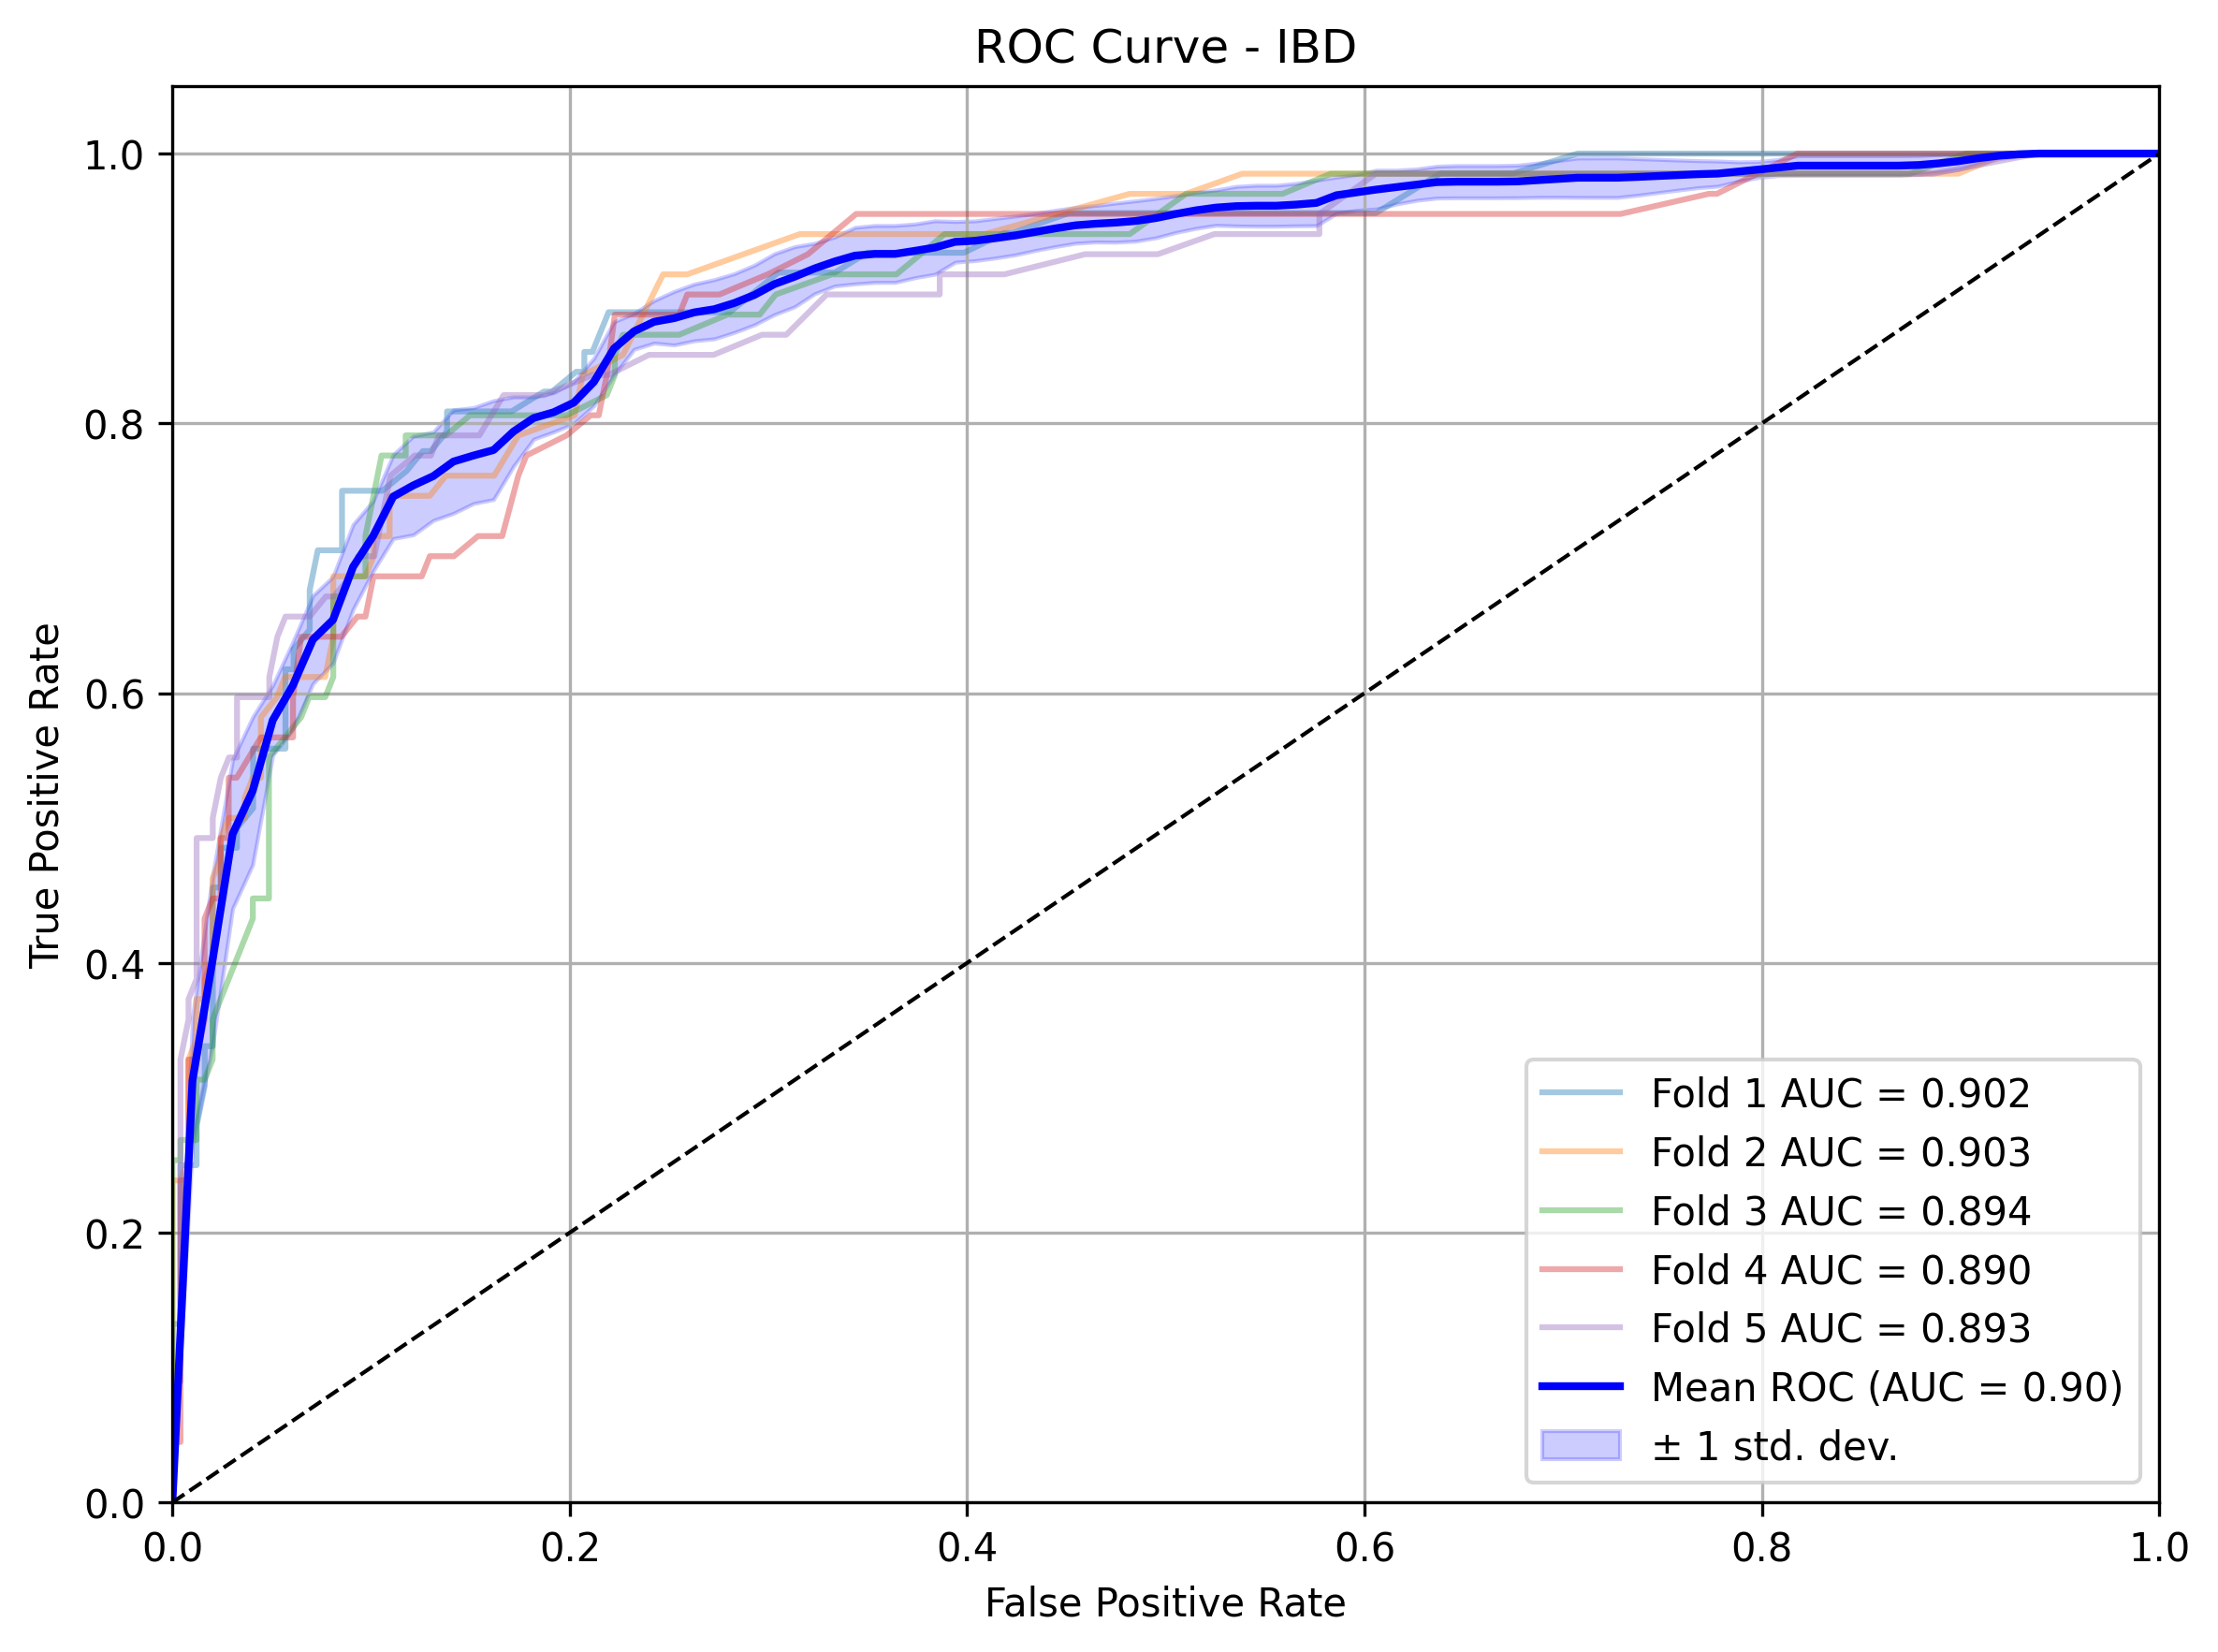 ROC Curve - IBD
True Positive Rate
1.0
0.8
0.6
0.4
0.2
0.0
0.0 0.2 0.4 0.6 0.8 1.0
False Positive Rate
Fold 1 AUC = 0.902
Fold 2 AUC = 0.903
Fold 3 AUC = 0.894
Fold 4 AUC = 0.890
Fold 5 AUC = 0.893
Mean ROC (AUC = 0.90)
± 1 std. dev.